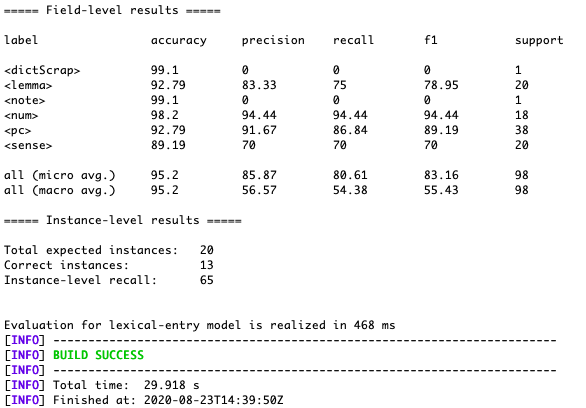 ===== Field-level results =====
label accuracy precision recall f1 support
<dictScrap> 99.1 0 0 0 1
<lemma> 92.79 83.33 75 78.95 20
<note> 99.1 0 0 0 1
<num> 98.2 94.44 94.44 94.44 18
<pc> 92.79 91.67 86.84 89.19 38
<sense> 89.19 70 70 70 20
all (micro avg.) 95.2 85.87 80.61 83.16 98
all (macro avg.) 95.2 56.57 54.38 55.43 98
===== Instance-level results =====
Total expected instances: 20
Correct instances: 13
Instance-level recall: 65
Evaluation for lexical-entry model is realized in 468 ms
[INFO] ------------------------------------------------------------------------
[INFO] BUILD SUCCESS
[INFO] ------------------------------------------------------------------------
[INFO] Total time: 29.918 s
[INFO] Finished at: 2020-08-23T14:39:50Z